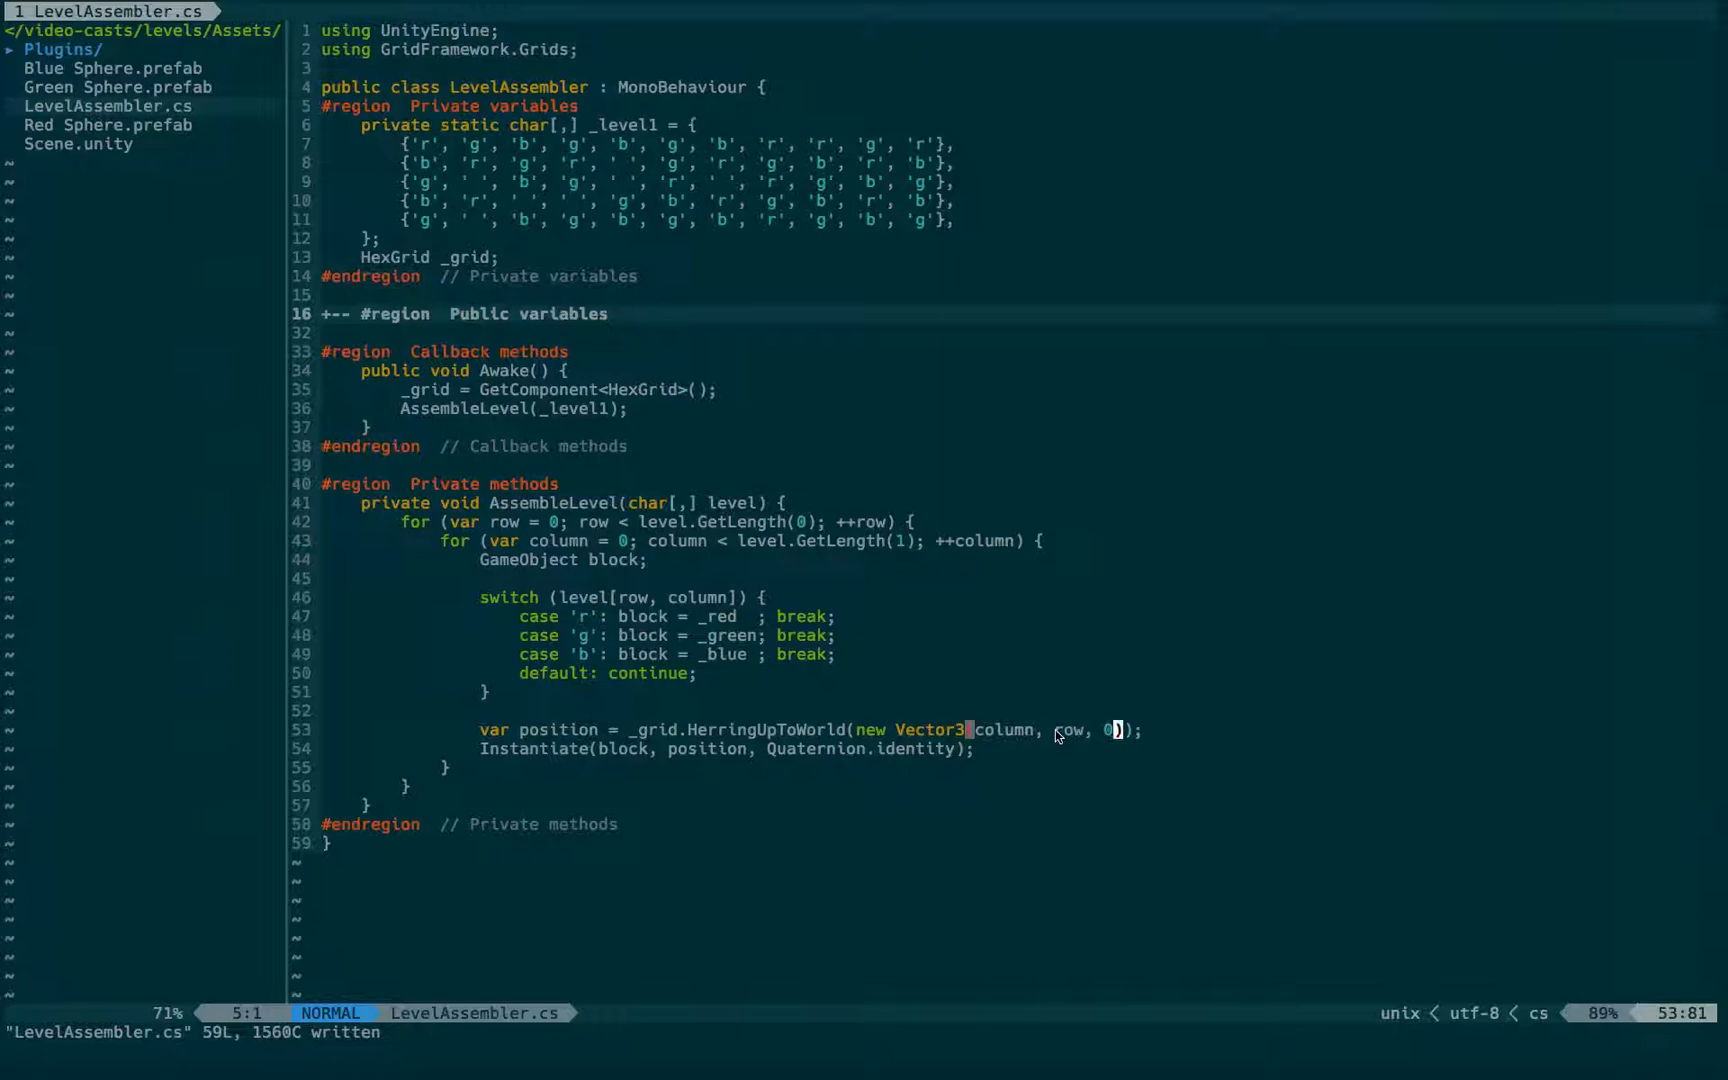 1 LevelAssembler.cs
</video-casts/levels/Assets/
▸ Plugins/
Blue Sphere.prefab
Green Sphere.prefab
LevelAssembler.cs
Red Sphere.prefab
Scene.unity
1 using UnityEngine;
2 using GridFramework.Grids;
3
4 public class LevelAssembler : MonoBehaviour {
5 #region  Private variables
6     private static char[,] _level1 = {
7         {'r', 'g', 'b', 'g', 'b', 'g', 'b', 'r', 'r', 'g', 'r'},
8         {'b', 'r', 'g', 'r', ' ', 'g', 'r', 'g', 'b', 'r', 'b'},
9         {'g', ' ', 'b', 'g', ' ', 'r', ' ', 'r', 'g', 'b', 'g'},
10         {'b', 'r', ' ', ' ', 'g', 'b', 'r', 'g', 'b', 'r', 'b'},
11         {'g', ' ', 'b', 'g', 'b', 'g', 'b', 'r', 'g', 'b', 'g'},
12     };
13     HexGrid _grid;
14 #endregion  // Private variables
15
16 +-- #region  Public variables
32
33 #region  Callback methods
34     public void Awake() {
35         _grid = GetComponent<HexGrid>();
36         AssembleLevel(_level1);
37     }
38 #endregion  // Callback methods
39
40 #region  Private methods
41     private void AssembleLevel(char[,] level) {
42         for (var row = 0; row < level.GetLength(0); ++row) {
43             for (var column = 0; column < level.GetLength(1); ++column) {
44                 GameObject block;
45
46                 switch (level[row, column]) {
47                     case 'r': block = _red  ; break;
48                     case 'g': block = _green; break;
49                     case 'b': block = _blue ; break;
50                     default: continue;
51                 }
52
53                 var position = _grid.HerringUpToWorld(new Vector3(column, row, 0));
54                 Instantiate(block, position, Quaternion.identity);
55             }
56         }
57     }
58 #endregion  // Private methods
59 }
71% 5:1 NORMAL LevelAssembler.cs unix < utf-8 < cs 89% 53:81
"LevelAssembler.cs" 59L, 1560C written